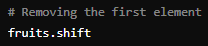 # Removing the first element
fruits.shift